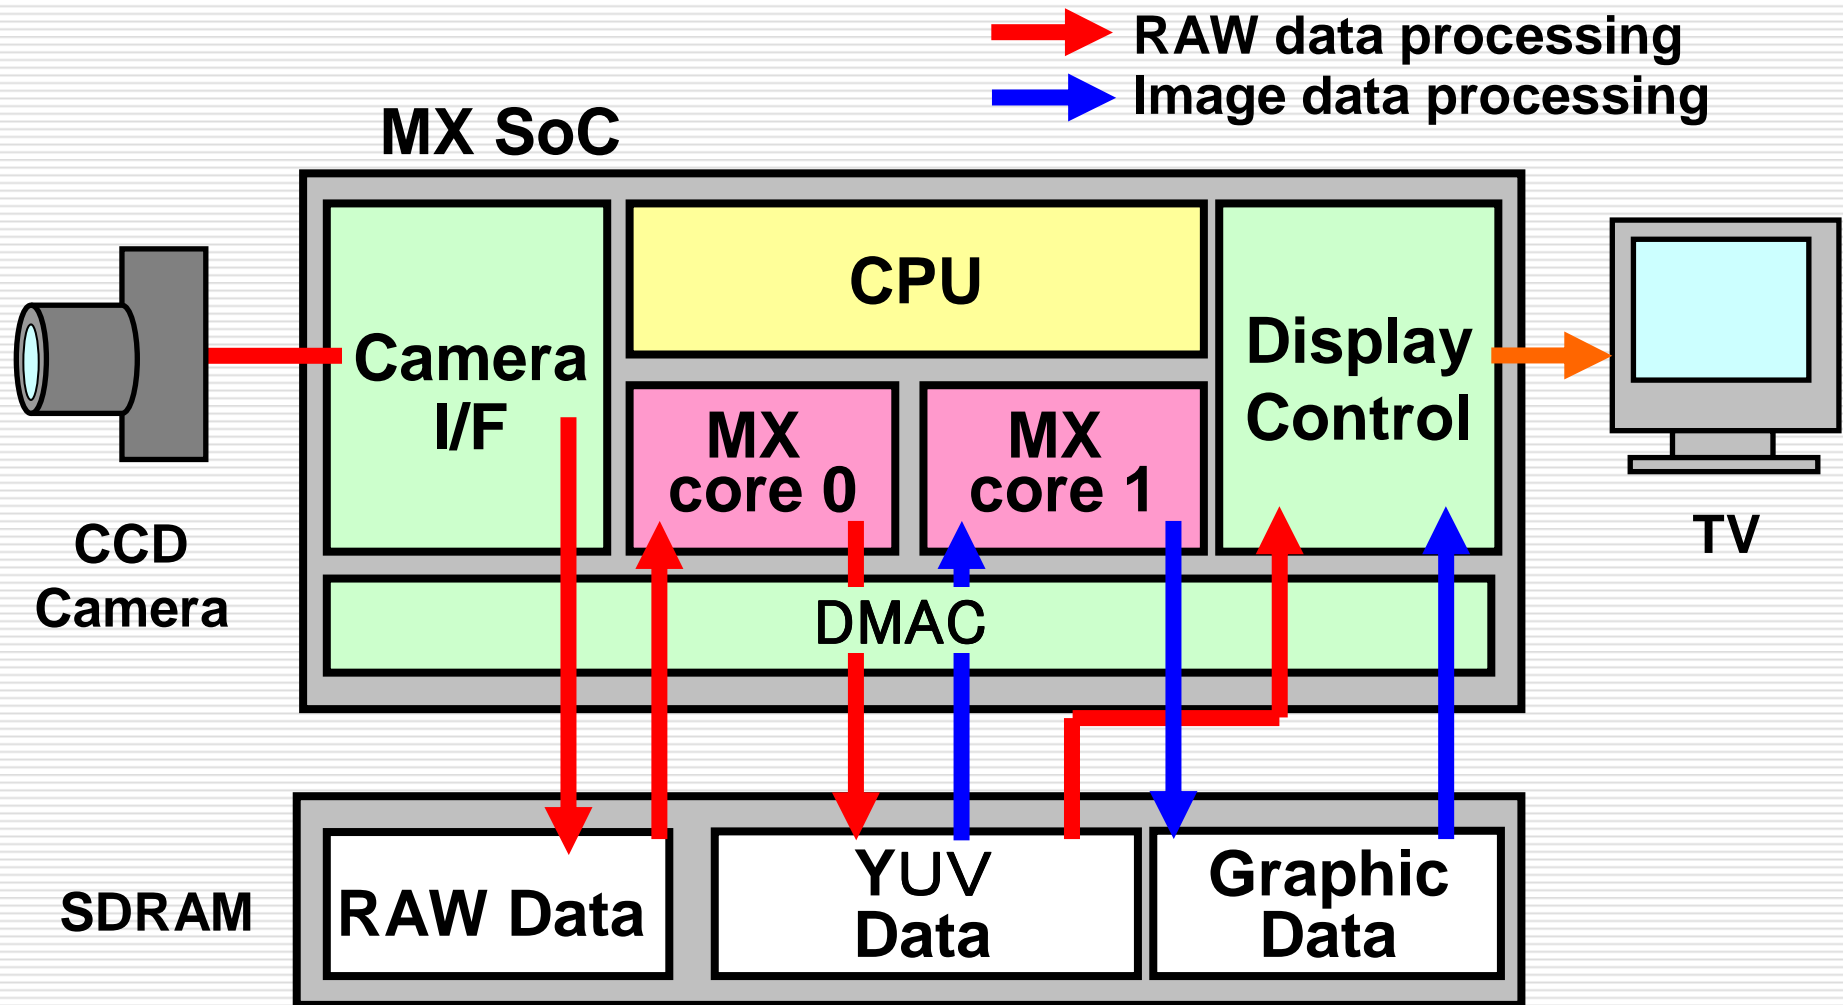 RAW data processing
Image data processing
MX SoC
Camera
I/F
CPU
MX
core 0
MX
core 1
Display
Control
CCD
Camera
TV
DMAC
SDRAM
RAW Data
YUV
Data
Graphic
Data